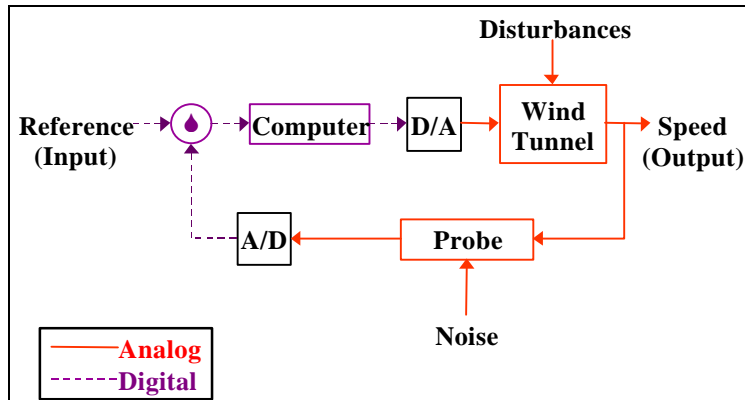 Disturbances
Reference
(Input)
Computer
D/A
Wind
Tunnel
Speed
(Output)
A/D
Probe
Noise
Analog
Digital